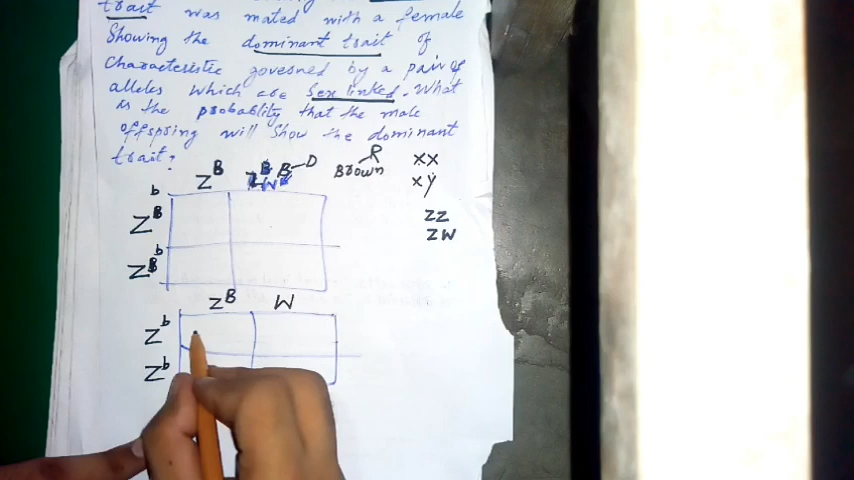 trait was mated with a female
Showing the dominant trait of
Characteristic governed by a pair of
alleles which are Sex linked. What
is the probablity that the male
offspring will show the dominant
trait?
Z^B B-D Brown R XX
XY
ZZ
ZW
Z^B W
Z^b
Z^b